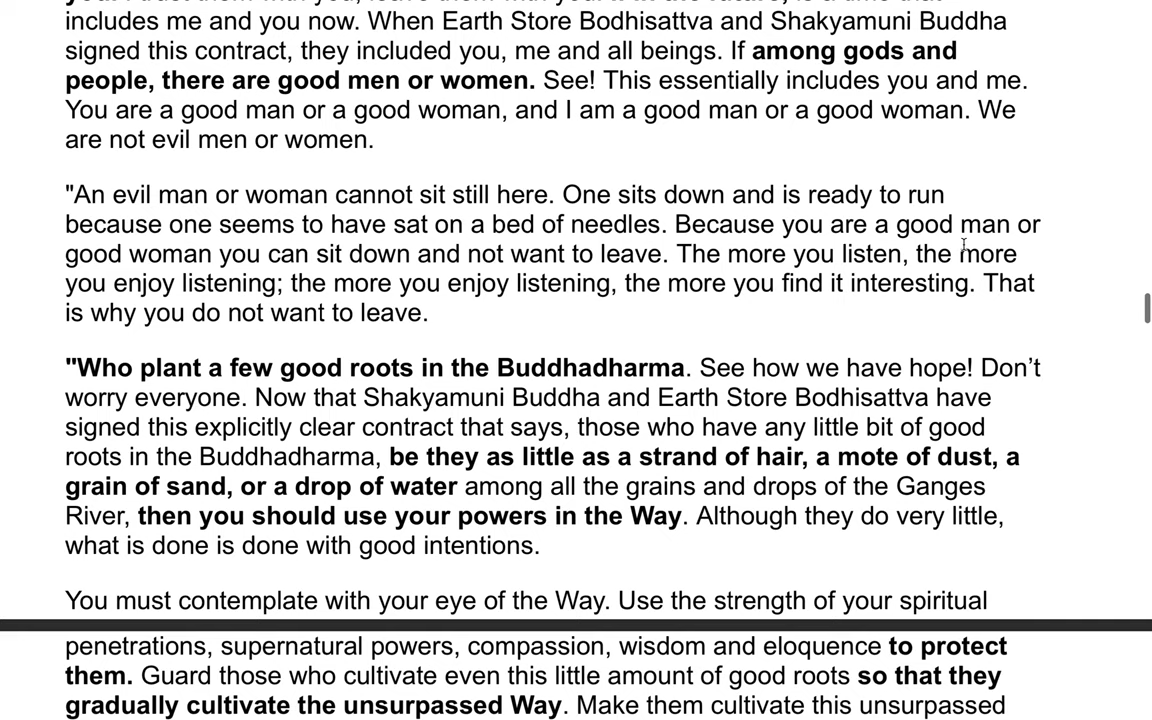 includes me and you now. When Earth Store Bodhisattva and Shakyamuni Buddha
signed this contract, they included you, me and all beings. If among gods and
people, there are good men or women. See! This essentially includes you and me.
You are a good man or a good woman, and I am a good man or a good woman. We
are not evil men or women.
"An evil man or woman cannot sit still here. One sits down and is ready to run
because one seems to have sat on a bed of needles. Because you are a good man or
good woman you can sit down and not want to leave. The more you listen, the more
you enjoy listening; the more you enjoy listening, the more you find it interesting. That
is why you do not want to leave.
"Who plant a few good roots in the Buddhadharma. See how we have hope! Don’t
worry everyone. Now that Shakyamuni Buddha and Earth Store Bodhisattva have
signed this explicitly clear contract that says, those who have any little bit of good
roots in the Buddhadharma, be they as little as a strand of hair, a mote of dust, a
grain of sand, or a drop of water among all the grains and drops of the Ganges
River, then you should use your powers in the Way. Although they do very little,
what is done is done with good intentions.
You must contemplate with your eye of the Way. Use the strength of your spiritual
penetrations, supernatural powers, compassion, wisdom and eloquence to protect
them. Guard those who cultivate even this little amount of good roots so that they
gradually cultivate the unsurpassed Way. Make them cultivate this unsurpassed